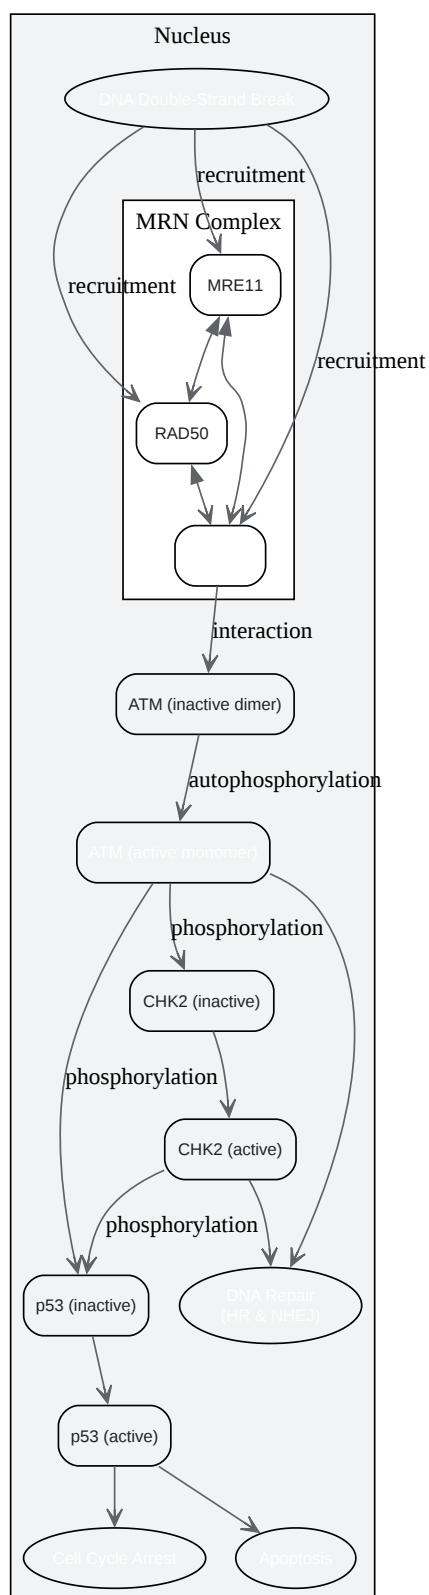 Nucleus
DNA Double-Strand Break
recruitment
MRN Complex
MRE11
recruitment
recruitment
RAD50
interaction
ATM (inactive dimer)
autophosphorylation
ATM (active monomer)
phosphorylation
CHK2 (inactive)
phosphorylation
CHK2 (active)
phosphorylation
p53 (inactive)
DNA Repair
(HR & NHEJ)
p53 (active)
Cell Cycle Arrest
Apoptosis